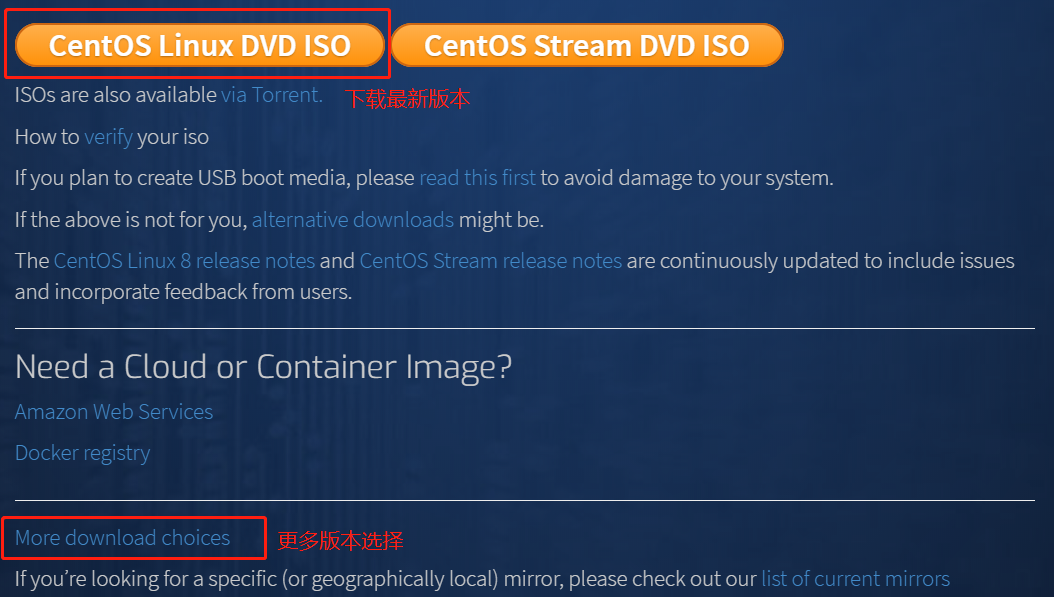 CentOS Linux DVD ISO CentOS Stream DVD ISO
ISOs are also available via Torrent. 下载最新版本
How to verify your iso
If you plan to create USB boot media, please read this first to avoid damage to your system.
If the above is not for you, alternative downloads might be.
The CentOS Linux 8 release notes and CentOS Stream release notes are continuously updated to include issues
and incorporate feedback from users.
Need a Cloud or Container Image?
Amazon Web Services
Docker registry
More download choices 更多版本选择
If you’re looking for a specific (or geographically local) mirror, please check out our list of current mirrors